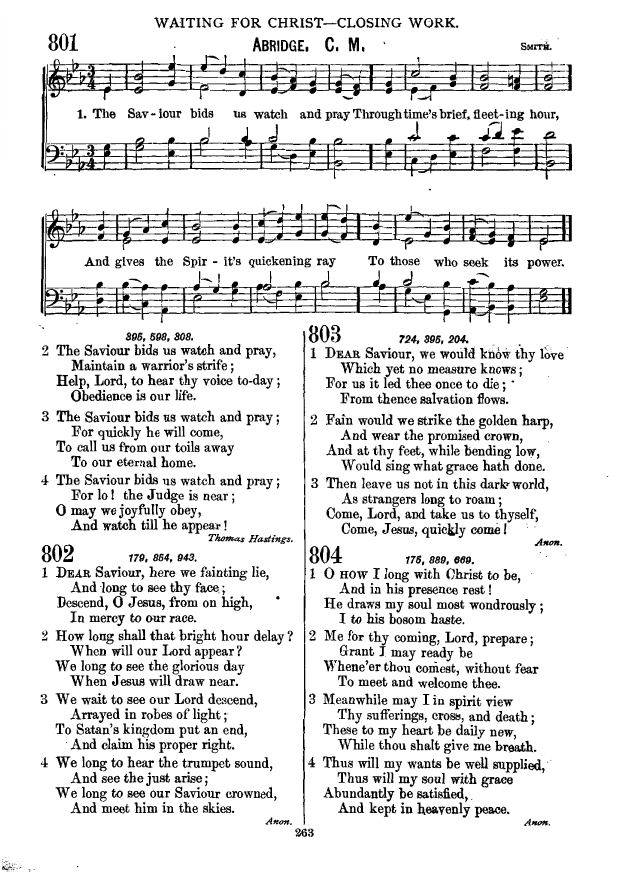 WAITING FOR CHRIST—CLOSING WORK.
801
ABRIDGE. C. M.
SMITH.
1. The Sav-iour bids us watch and pray Through time's brief, fleet-ing hour,
And gives the Spir - it's quickening ray To those who seek its power.
395, 598, 308.
2 The Saviour bids us watch and pray,
Maintain a warrior's strife;
Help, Lord, to hear thy voice to-day;
Obedience is our life.
3 The Saviour bids us watch and pray;
For quickly he will come,
To call us from our toils away
To our eternal home.
4 The Saviour bids us watch and pray;
For lo! the Judge is near;
O may we joyfully obey,
And watch till he appear!
Thomas Hastings.
802
179, 854, 943.
1 DEAR Saviour, here we fainting lie,
And long to see thy face;
Descend, O Jesus, from on high,
In mercy to our race.
2 How long shall that bright hour delay?
When will our Lord appear?
We long to see the glorious day
When Jesus will draw near.
3 We wait to see our Lord descend,
Arrayed in robes of light;
To Satan's kingdom put an end,
And claim his proper right.
4 We long to hear the trumpet sound,
And see the just arise;
We long to see our Saviour crowned,
And meet him in the skies.
Anon.
803
724, 395, 204.
1 DEAR Saviour, we would know thy love
Which yet no measure knows;
For us it led thee once to die;
From thence salvation flows.
2 Fain would we strike the golden harp,
And wear the promised crown,
And at thy feet, while bending low,
Would sing what grace hath done.
3 Then leave us not in this dark world,
As strangers long to roam;
Come, Lord, and take us to thyself,
Come, Jesus, quickly come!
Anon.
804
175, 889, 669.
1 O HOW I long with Christ to be,
And in his presence rest!
He draws my soul most wondrously;
I to his bosom haste.
2 Me for thy coming, Lord, prepare;
Grant I may ready be
Whene'er thou comest, without fear
To meet and welcome thee.
3 Meanwhile may I in spirit view
Thy sufferings, cross, and death;
These to my heart be daily new,
While thou shalt give me breath.
4 Thus will my wants be well supplied,
Thus will my soul with grace
Abundantly be satisfied,
And kept in heavenly peace.
Anon.
263